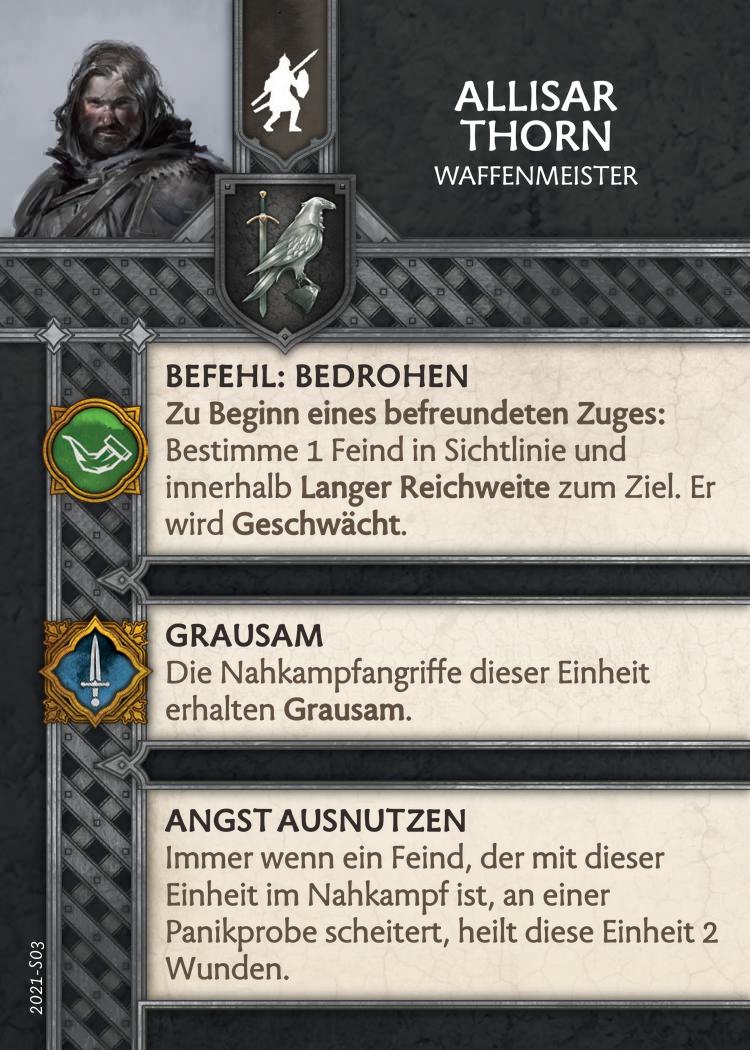 ALLISAR
THORN
WAFFENMEISTER
BEFEHL: BEDROHEN
Zu Beginn eines befreundeten Zuges:
Bestimme 1 Feind in Sichtlinie und
innerhalb Langer Reichweite zum Ziel. Er
wird Geschwächt.
GRAUSAM
Die Nahkampfangriffe dieser Einheit
erhalten Grausam.
ANGST AUSNUTZEN
Immer wenn ein Feind, der mit dieser
Einheit im Nahkampf ist, an einer
Panikprobe scheitert, heilt diese Einheit 2
Wunden.
2021-S03